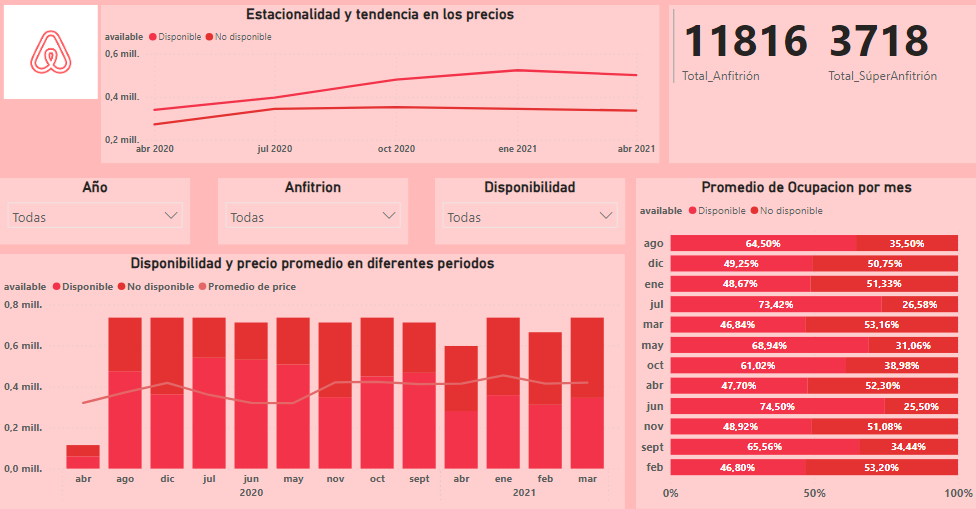 Estacionalidad y tendencia en los precios
available Disponible No disponible
0,6 mill.
0,4 mill.
0,2 mill.
abr 2020 jul 2020 oct 2020 ene 2021 abr 2021
11816 3718
Total_Anfitrión Total_SúperAnfitrión
Año
Todas
Anfitrion
Todas
Disponibilidad
Todas
Disponibilidad y precio promedio en diferentes periodos
available Disponible No disponible Promedio de price
0,8 mill.
0,6 mill.
0,4 mill.
0,2 mill.
0,0 mill.
abr ago dic jul jun may nov oct sept abr ene feb mar
2020 2021
Promedio de Ocupacion por mes
available Disponible No disponible
ago 64,50% 35,50%
dic 49,25% 50,75%
ene 48,67% 51,33%
jul 73,42% 26,58%
mar 46,84% 53,16%
may 68,94% 31,06%
oct 61,02% 38,98%
abr 47,70% 52,30%
jun 74,50% 25,50%
nov 48,92% 51,08%
sept 65,56% 34,44%
feb 46,80% 53,20%
0% 50% 100%